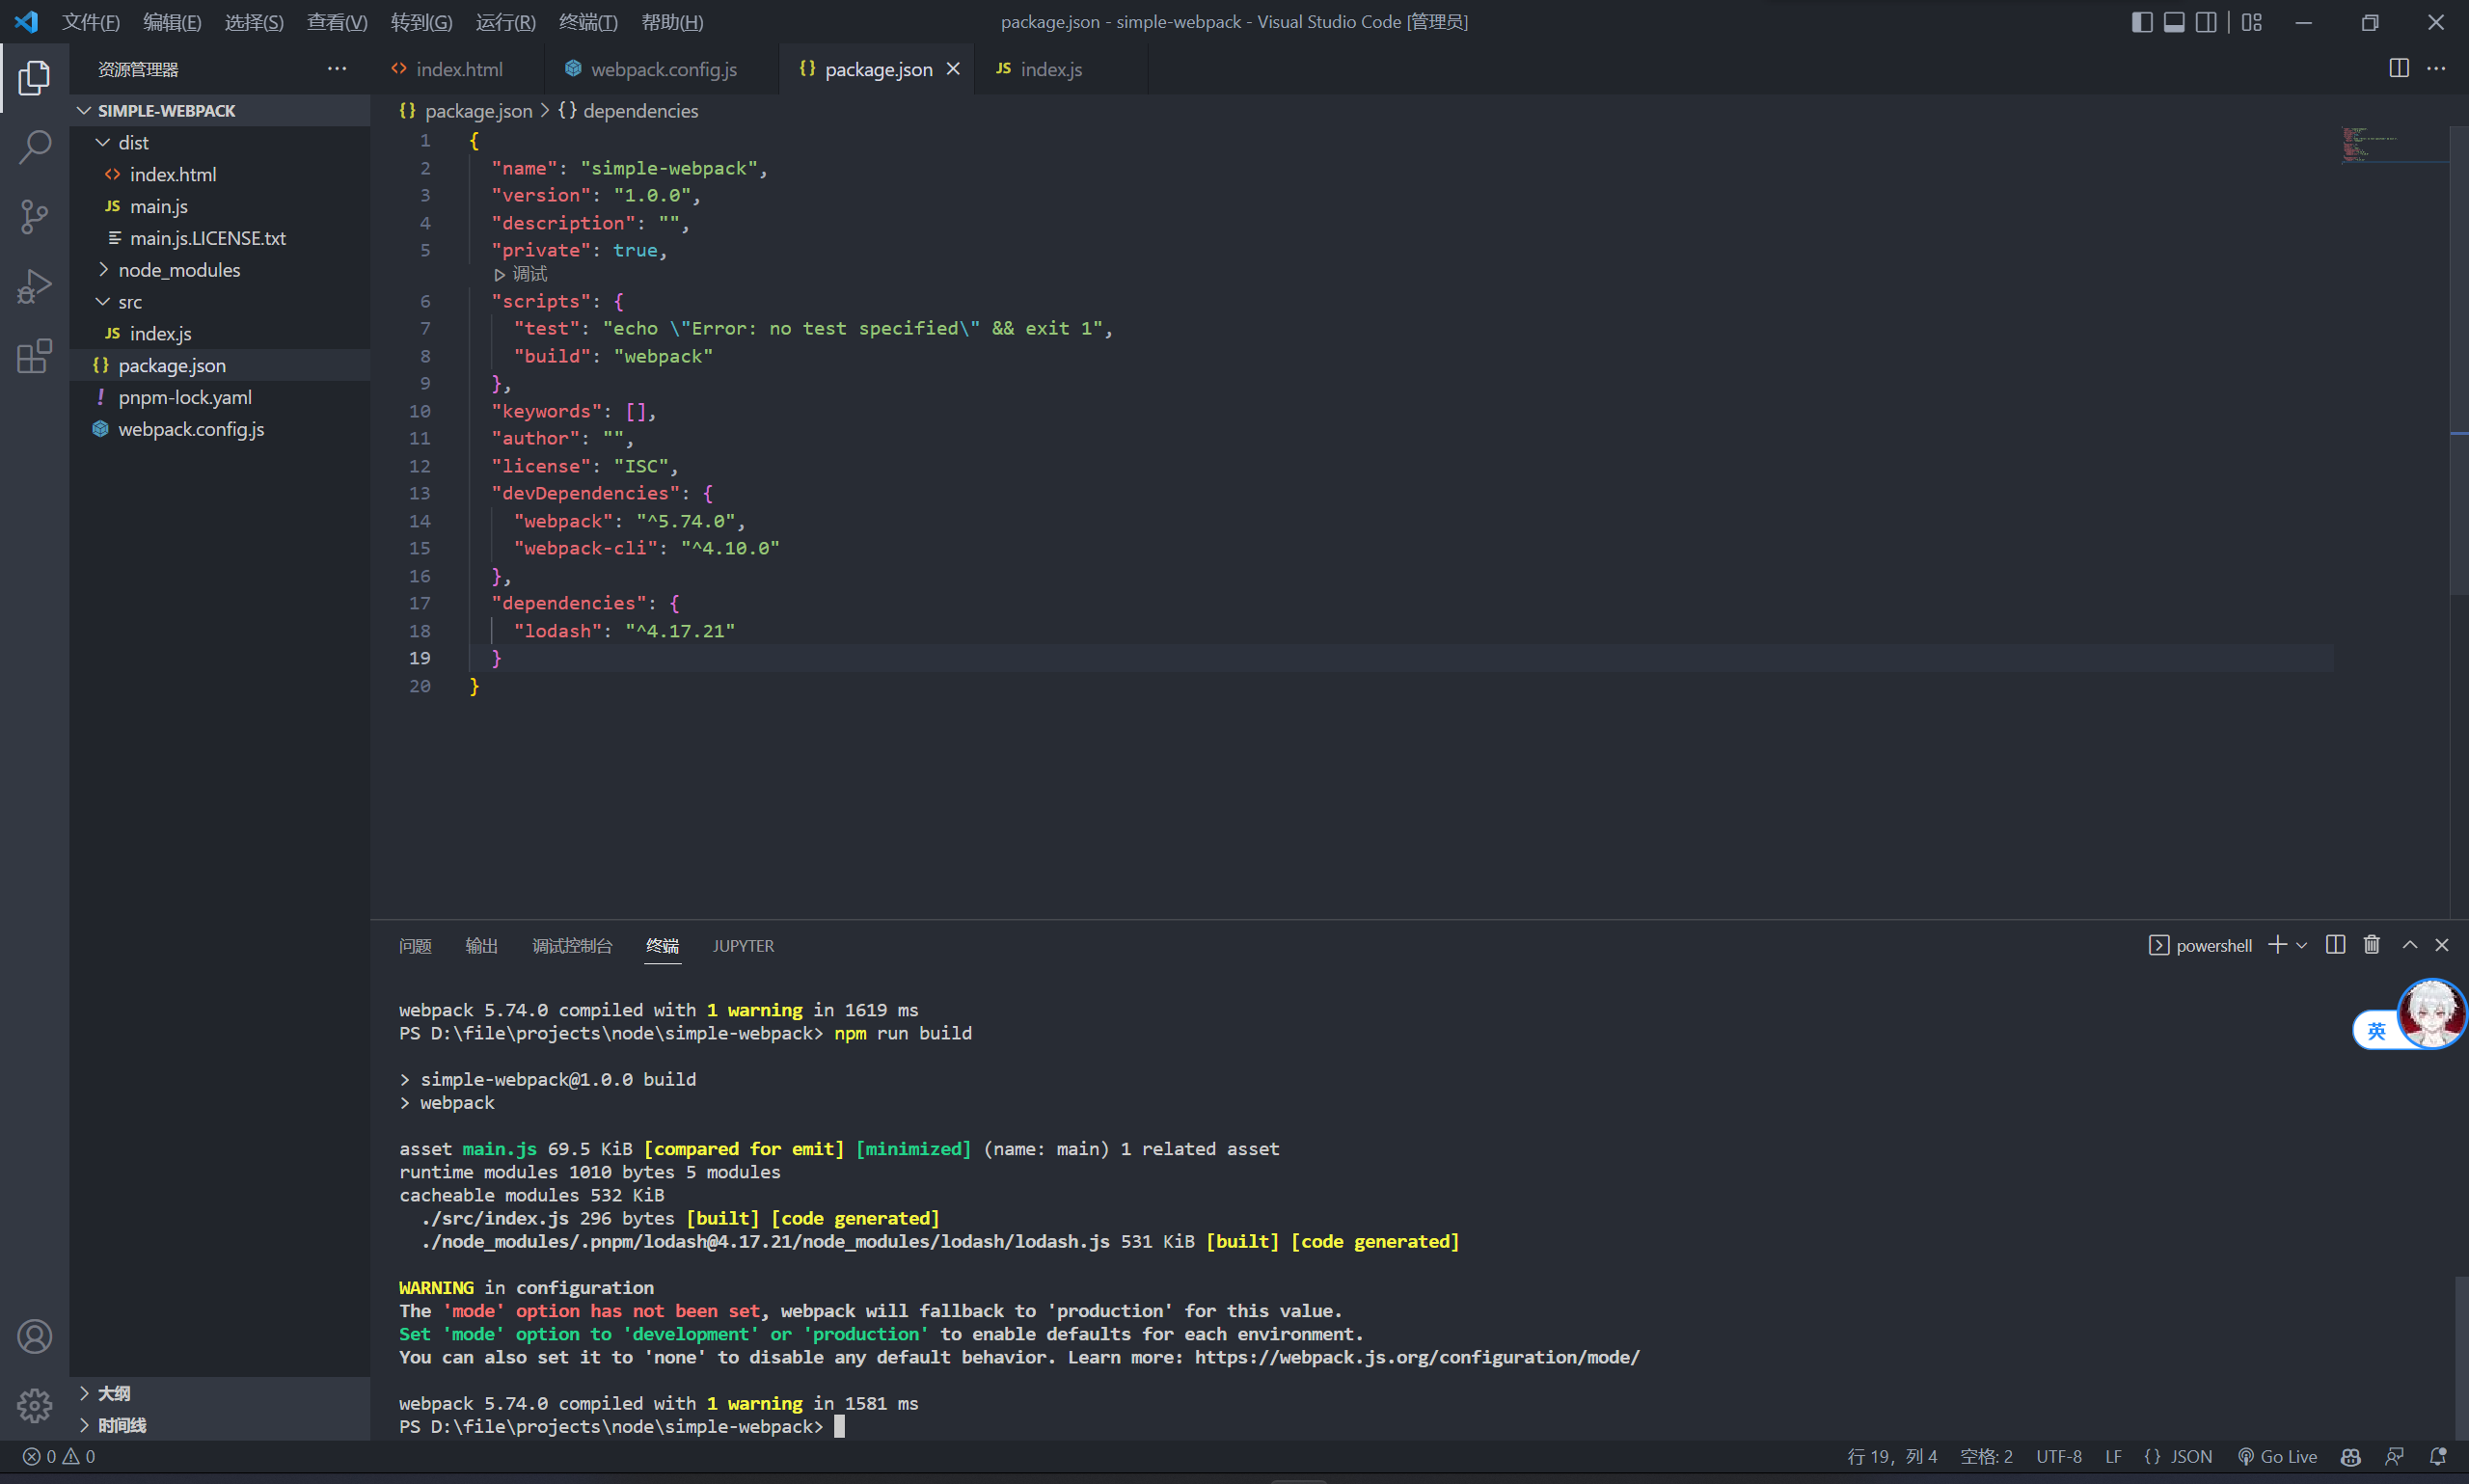 文件(F) 编辑(E) 选择(S) 查看(V) 转到(G) 运行(R) 终端(T) 帮助(H) package.json - simple-webpack - Visual Studio Code [管理员]
资源管理器
index.html webpack.config.js {} package.json JS index.js
SIMPLE-WEBPACK
dist
index.html
JS main.js
main.js.LICENSE.txt
node_modules
src
JS index.js
{} package.json
! pnpm-lock.yaml
webpack.config.js
大纲
时间线
{} package.json > {} dependencies
1 {
2 "name": "simple-webpack",
3 "version": "1.0.0",
4 "description": "",
5 "private": true,
调试
6 "scripts": {
7 "test": "echo \"Error: no test specified\" && exit 1",
8 "build": "webpack"
9 },
10 "keywords": [],
11 "author": "",
12 "license": "ISC",
13 "devDependencies": {
14 "webpack": "^5.74.0",
15 "webpack-cli": "^4.10.0"
16 },
17 "dependencies": {
18 "lodash": "^4.17.21"
19 }
20 }
问题 输出 调试控制台 终端 JUPYTER powershell
webpack 5.74.0 compiled with 1 warning in 1619 ms
PS D:\file\projects\node\simple-webpack> npm run build
> simple-webpack@1.0.0 build
> webpack
asset main.js 69.5 KiB [compared for emit] [minimized] (name: main) 1 related asset
runtime modules 1010 bytes 5 modules
cacheable modules 532 KiB
./src/index.js 296 bytes [built] [code generated]
./node_modules/.pnpm/lodash@4.17.21/node_modules/lodash/lodash.js 531 KiB [built] [code generated]
WARNING in configuration
The 'mode' option has not been set, webpack will fallback to 'production' for this value.
Set 'mode' option to 'development' or 'production' to enable defaults for each environment.
You can also set it to 'none' to disable any default behavior. Learn more: https://webpack.js.org/configuration/mode/
webpack 5.74.0 compiled with 1 warning in 1581 ms
PS D:\file\projects\node\simple-webpack>
英
0 0 行 19，列 4 空格: 2 UTF-8 LF {} JSON Go Live